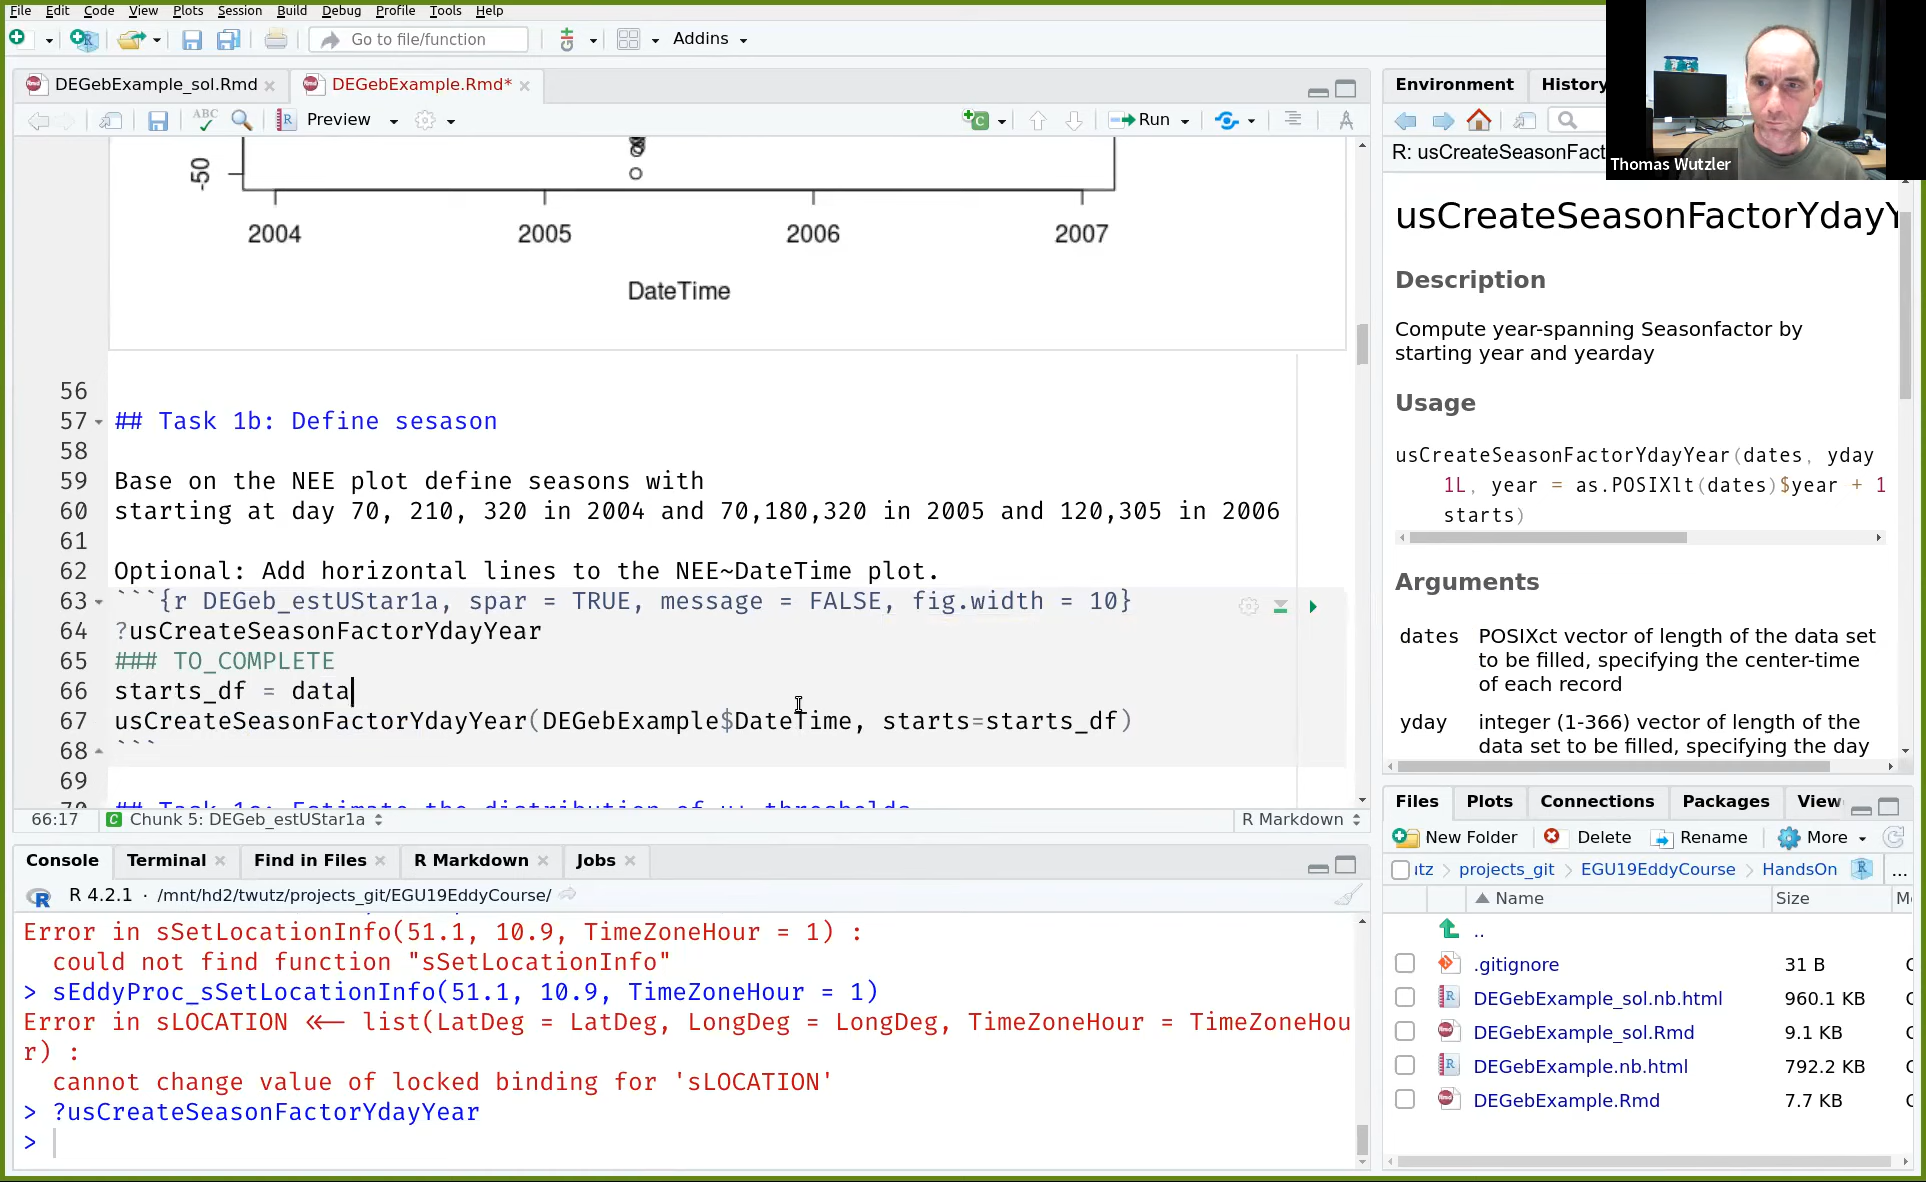 File Edit Code View Plots Session Build Debug Profile Tools Help
Go to file/function
Addins
DEGebExample_sol.Rmd
DEGebExample.Rmd*
ABC
Preview
Run
-50
2004 2005 2006 2007
DateTime
56
57 ## Task 1b: Define sesason
58
59 Base on the NEE plot define seasons with
60 starting at day 70, 210, 320 in 2004 and 70,180,320 in 2005 and 120,305 in 2006
61
62 Optional: Add horizontal lines to the NEE~DateTime plot.
63 ```{r DEGeb_estUStar1a, spar = TRUE, message = FALSE, fig.width = 10}
64 ?usCreateSeasonFactorYdayYear
65 ### TO_COMPLETE
66 starts_df = data
67 usCreateSeasonFactorYdayYear(DEGebExample$DateTime, starts=starts_df)
68 ```
69
66:17 Chunk 5: DEGeb_estUStar1a R Markdown
Console Terminal Find in Files R Markdown Jobs
R 4.2.1 · /mnt/hd2/twutz/projects_git/EGU19EddyCourse/
Error in sSetLocationInfo(51.1, 10.9, TimeZoneHour = 1) :
could not find function "sSetLocationInfo"
> sEddyProc_sSetLocationInfo(51.1, 10.9, TimeZoneHour = 1)
Error in sLOCATION <<- list(LatDeg = LatDeg, LongDeg = LongDeg, TimeZoneHour = TimeZoneHou
r) :
cannot change value of locked binding for 'sLOCATION'
> ?usCreateSeasonFactorYdayYear
>
Environment History
R: usCreateSeasonFact
Thomas Wutzler
usCreateSeasonFactorYdayY
Description
Compute year-spanning Seasonfactor by
starting year and yearday
Usage
usCreateSeasonFactorYdayYear(dates, yday
1L, year = as.POSIXlt(dates)$year + 1
starts)
Arguments
dates POSIXct vector of length of the data set
to be filled, specifying the center-time
of each record
yday integer (1-366) vector of length of the
data set to be filled, specifying the day
Files Plots Connections Packages View
New Folder Delete Rename More
utz projects_git EGU19EddyCourse HandsOn ...
Name Size M
..
.gitignore 31 B
DEGebExample_sol.nb.html 960.1 KB
DEGebExample_sol.Rmd 9.1 KB
DEGebExample.nb.html 792.2 KB
DEGebExample.Rmd 7.7 KB